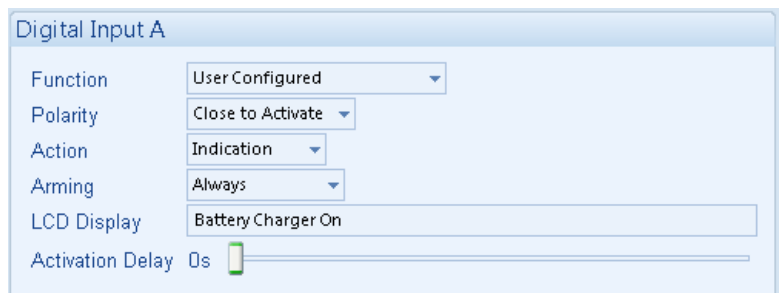 Digital Input A
Function User Configured
Polarity Close to Activate
Action Indication
Arming Always
LCD Display Battery Charger On
Activation Delay 0s